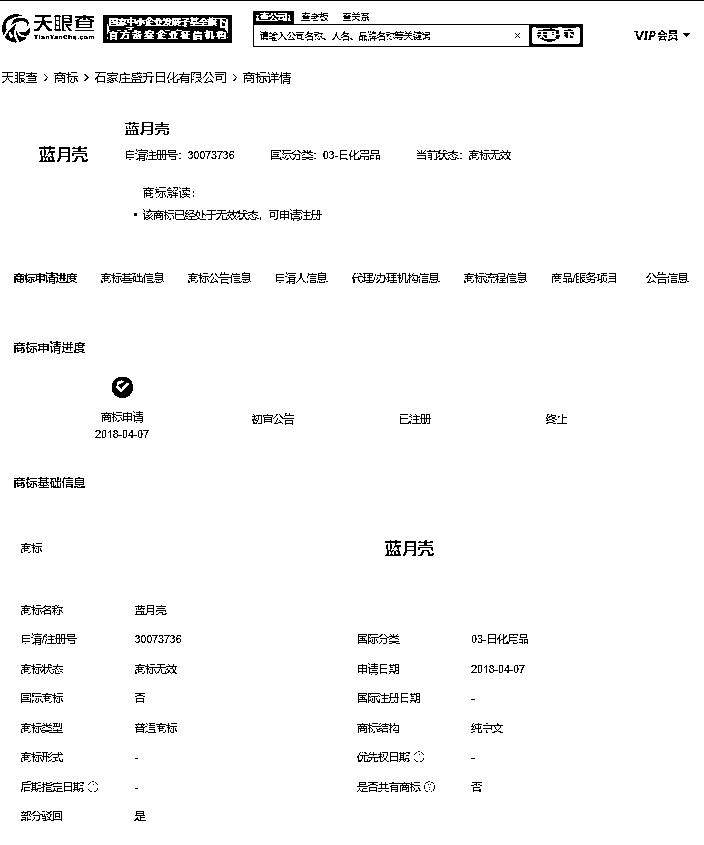 天眼查
TianYanCha.com
国家中小企业发展子基金旗下
官方备案企业征信机构
查公司 查老板 查关系
请输入公司名称、人名、品牌名称等关键词 ×
天眼一下
VIP会员
天眼查 > 商标 > 石家庄盛升日化有限公司 > 商标详情
蓝月壳
蓝月壳
申请注册号：30073736 国际分类：03-日化用品 当前状态：商标无效
商标解读：
• 该商标已经处于无效状态，可申请注册
商标申请进度 商标基础信息 商标公告信息 申请人信息 代理/办理机构信息 商标流程信息 商品/服务项目 公告信息
商标申请进度
商标申请 初审公告 已注册 终止
2018-04-07
商标基础信息
商标 蓝月壳
商标名称 蓝月壳
申请/注册号 30073736 国际分类 03-日化用品
商标状态 商标无效 申请日期 2018-04-07
国际商标 否 国际注册日期 -
商标类型 普通商标 商标结构 纯中文
商标形式 - 优先权日期
-
后期指定日期 - 是否共有商标 否
部分驳回 是